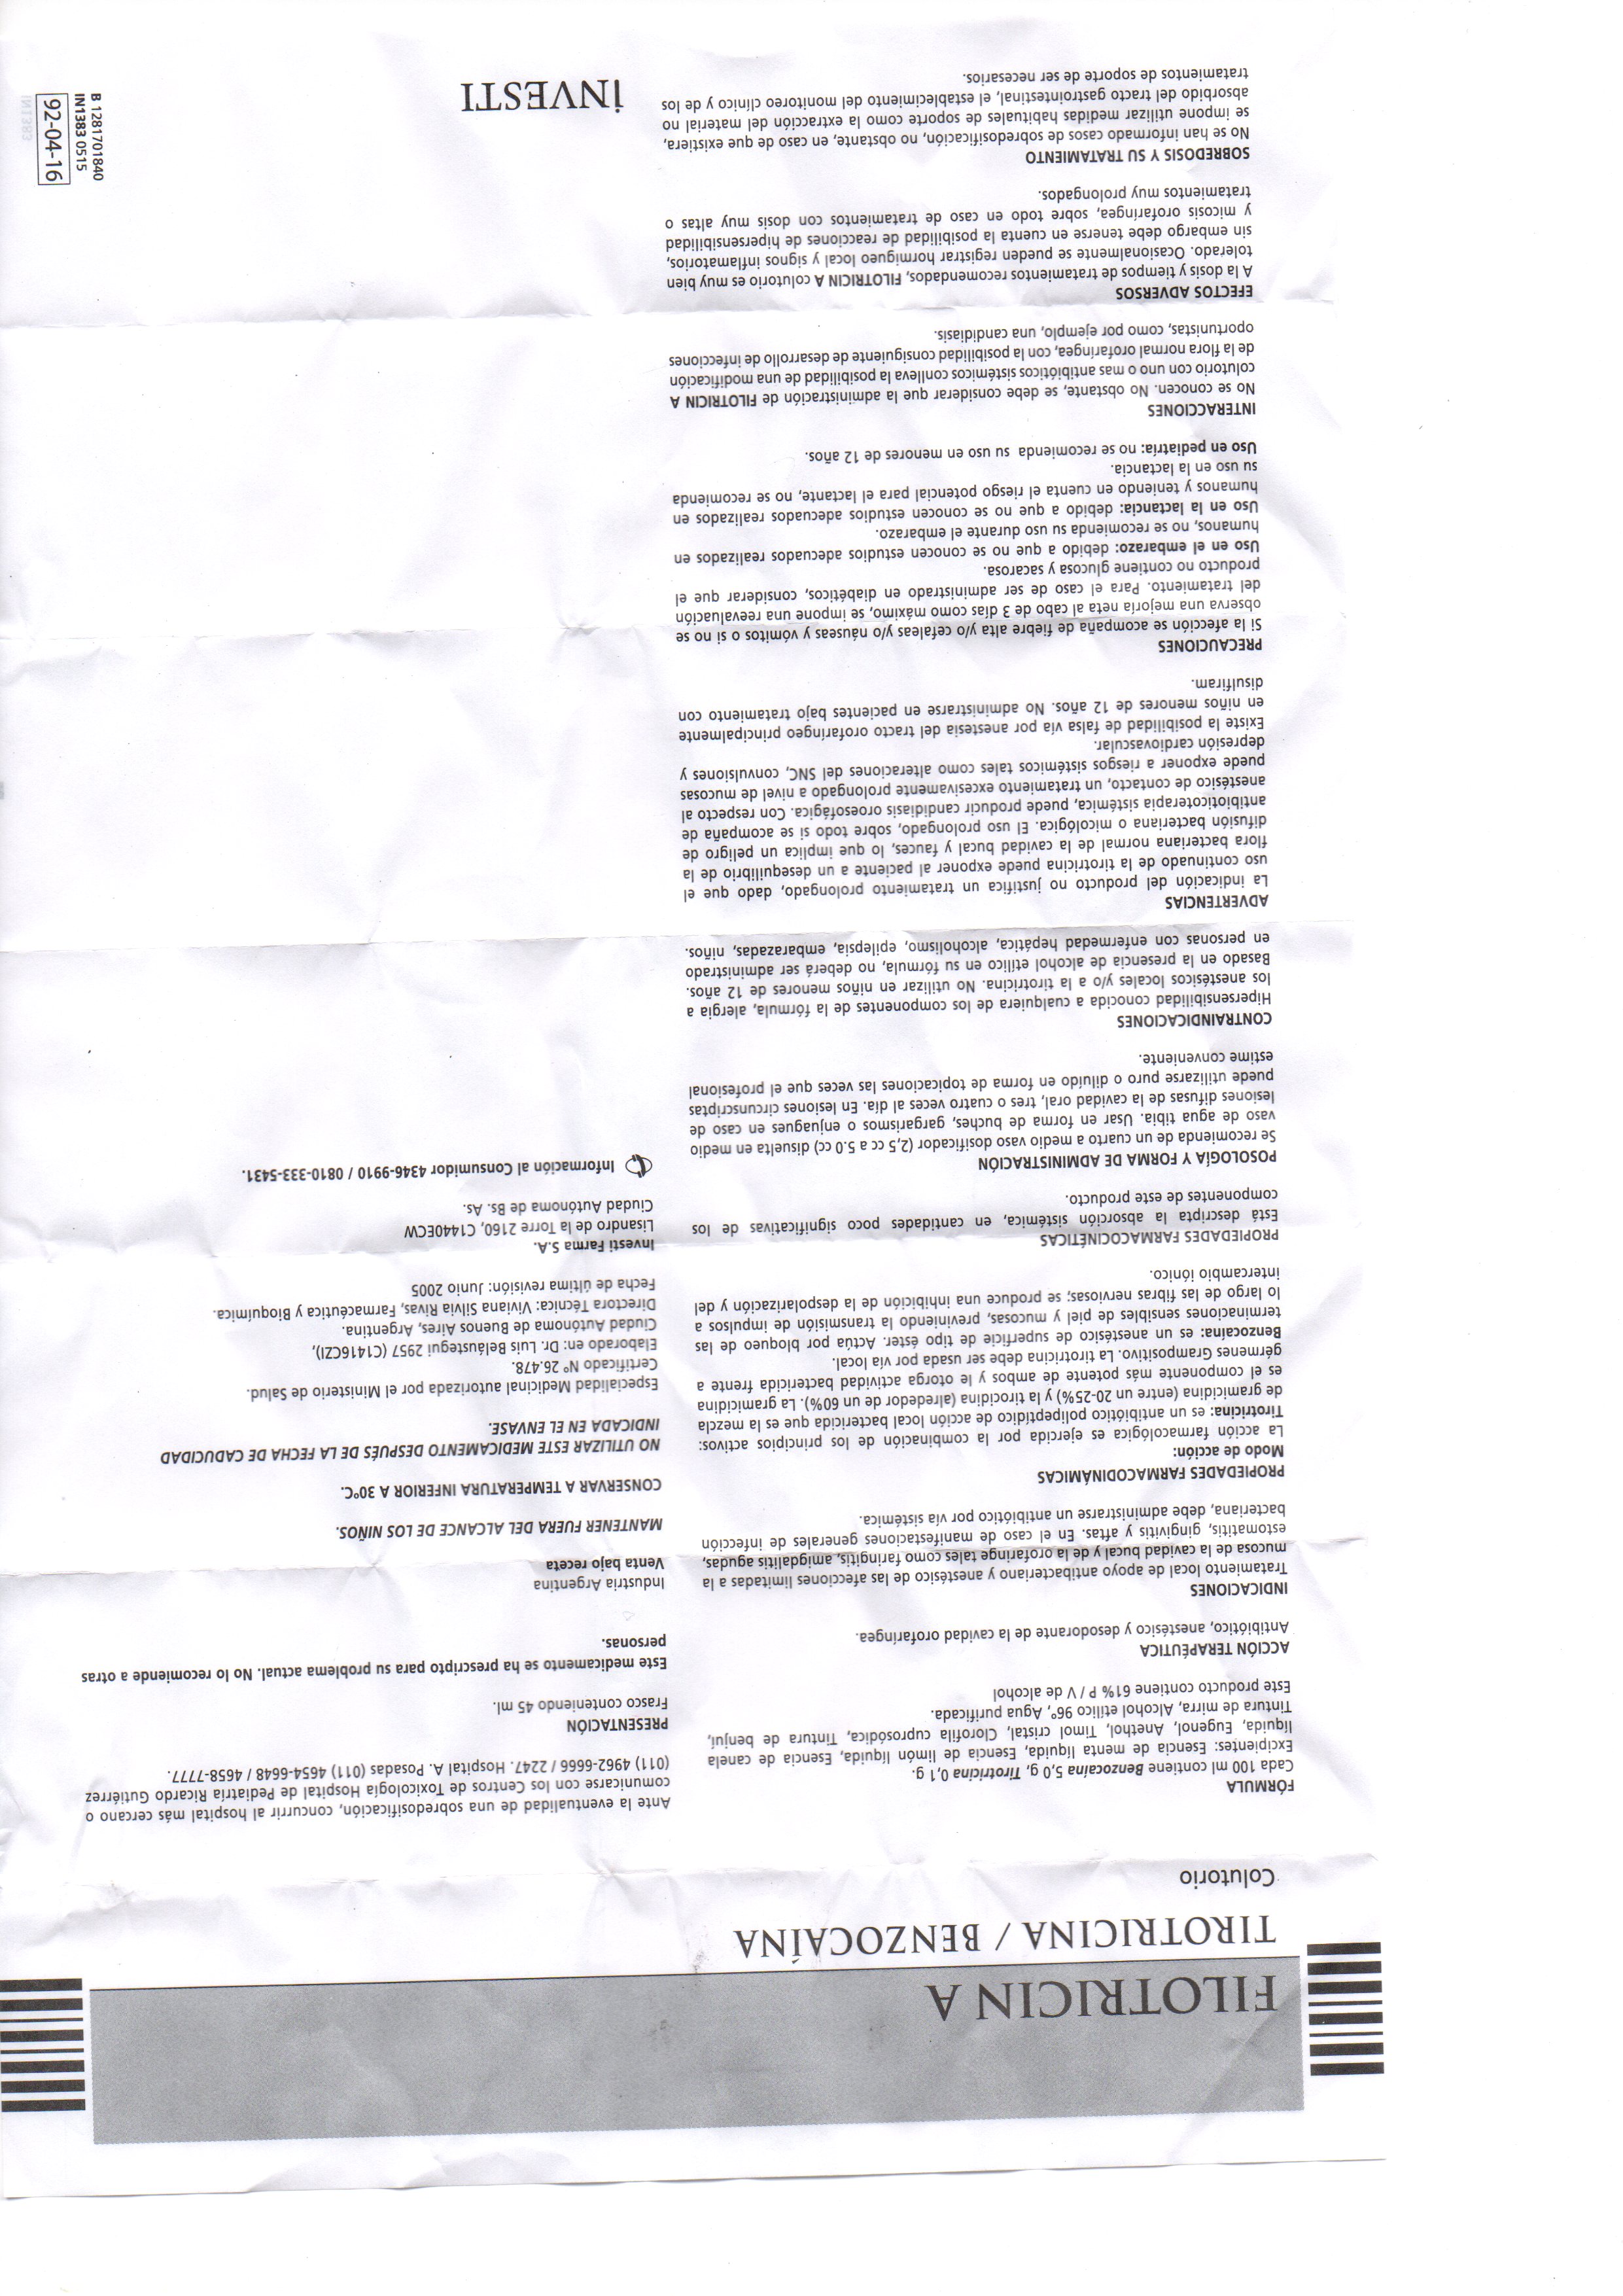 FILOTRICIN A
TIROTRICINA / BENZOCAÍNA
Colutorio
FÓRMULA
Cada 100 ml contiene Benzocaína 5,0 g, Tirotricina 0,1 g.
Excipientes: Esencia de menta líquida, Esencia de limón líquida, Esencia de canela
líquida, Eugenol, Anethol, Timol cristal, Clorofila cuprosódica, Tintura de benjuí,
Tintura de mirra, Alcohol etílico 96º, Agua purificada.
Este producto contiene 61% P / V de alcohol
ACCIÓN TERAPÉUTICA
Antibiótico, anestésico y desodorante de la cavidad orofaríngea.
INDICACIONES
Tratamiento local de apoyo antibacteriano y anestésico de las afecciones limitadas a la
mucosa de la cavidad bucal y de la orofaringe tales como faringitis, amigdalitis agudas,
estomatitis, gingivitis y aftas. En el caso de manifestaciones generales de infección
bacteriana, debe administrarse un antibiótico por vía sistémica.
PROPIEDADES FARMACODINÁMICAS
Modo de acción:
La acción farmacológica es ejercida por la combinación de los principios activos:
Tirotricina: es un antibiótico polipeptídico de acción local bactericida que es la mezcla
de gramicidina (entre un 20-25%) y la tirocidina (alrededor de un 60%). La gramicidina
es el componente más potente de ambos y le otorga actividad bactericida frente a
gérmenes Grampositivo. La tirotricina debe ser usada por vía local.
Benzocaína: es un anestésico de superficie de tipo éster. Actúa por bloqueo de las
terminaciones sensibles de piel y mucosas, previniendo la transmisión de impulsos a
lo largo de las fibras nerviosas; se produce una inhibición de la despolarización y del
intercambio iónico.
PROPIEDADES FARMACOCINÉTICAS
Está descripta la absorción sistémica, en cantidades poco significativas de los
componentes de este producto.
POSOLOGÍA Y FORMA DE ADMINISTRACIÓN
Se recomienda de un cuarto a medio vaso dosificador (2,5 cc a 5.0 cc) disuelta en medio
vaso de agua tibia. Usar en forma de buches, gargarismos o enjuagues en caso de
lesiones difusas de la cavidad oral, tres o cuatro veces al día. En lesiones circunscriptas
puede utilizarse puro o diluído en forma de topicaciones las veces que el profesional
estime conveniente.
CONTRAINDICACIONES
Hipersensibilidad conocida a cualquiera de los componentes de la fórmula, alergia a
los anestésicos locales y/o a la tirotricina. No utilizar en niños menores de 12 años.
Basado en la presencia de alcohol etílico en su fórmula, no deberá ser administrado
en personas con enfermedad hepática, alcoholismo, epilepsia, embarazadas, niños.
ADVERTENCIAS
La indicación del producto no justifica un tratamiento prolongado, dado que el
uso continuado de la tirotricina puede exponer al paciente a un desequilibrio de la
flora bacteriana normal de la cavidad bucal y fauces, lo que implica un peligro de
difusión bacteriana o micológica. El uso prolongado, sobre todo si se acompaña de
antibioticoterapia sistémica, puede producir candidiasis oroesofágica. Con respecto al
anestésico de contacto, un tratamiento excesivamente prolongado a nivel de mucosas
puede exponer a riesgos sistémicos tales como alteraciones del SNC, convulsiones y
depresión cardiovascular.
Existe la posibilidad de falsa vía por anestesia del tracto orofaríngeo principalmente
en niños menores de 12 años. No administrarse en pacientes bajo tratamiento con
disulfiram.
PRECAUCIONES
Si la afección se acompaña de fiebre alta y/o cefaleas y/o náuseas y vómitos o si no se
observa una mejoría neta al cabo de 3 días como máximo, se impone una reevaluación
del tratamiento. Para el caso de ser administrado en diabéticos, considerar que el
producto no contiene glucosa y sacarosa.
Uso en el embarazo: debido a que no se conocen estudios adecuados realizados en
humanos, no se recomienda su uso durante el embarazo.
Uso en la lactancia: debido a que no se conocen estudios adecuados realizados en
humanos y teniendo en cuenta el riesgo potencial para el lactante, no se recomienda
su uso en la lactancia.
Uso en pediatría: no se recomienda su uso en menores de 12 años.
INTERACCIONES
No se conocen. No obstante, se debe considerar que la administración de FILOTRICIN A
colutorio con uno o mas antibióticos sistémicos conlleva la posibilidad de una modificación
de la flora normal orofaríngea, con la posibilidad consiguiente de desarrollo de infecciones
oportunistas, como por ejemplo, una candidiasis.
EFECTOS ADVERSOS
A la dosis y tiempos de tratamientos recomendados, FILOTRICIN A colutorio es muy bien
tolerado. Ocasionalmente se pueden registrar hormigueo local y signos inflamatorios,
sin embargo debe tenerse en cuenta la posibilidad de reacciones de hipersensibilidad
y micosis orofaríngea, sobre todo en caso de tratamientos con dosis muy altas o
tratamientos muy prolongados.
SOBREDOSIS Y SU TRATAMIENTO
No se han informado casos de sobredosificación, no obstante, en caso de que existiera,
se impone utilizar medidas habituales de soporte como la extracción del material no
absorbido del tracto gastrointestinal, el establecimiento del monitoreo clínico y de los
tratamientos de soporte de ser necesarios.
Ante la eventualidad de una sobredosificación, concurrir al hospital más cercano o
comunicarse con los Centros de Toxicología Hospital de Pediatría Ricardo Gutiérrez
(011) 4962-6666 / 2247. Hospital A. Posadas (011) 4654-6648 / 4658-7777.
PRESENTACIÓN
Frasco conteniendo 45 ml.
Este medicamento se ha prescripto para su problema actual. No lo recomiende a otras
personas.
Industria Argentina
Venta bajo receta
MANTENER FUERA DEL ALCANCE DE LOS NIÑOS.
CONSERVAR A TEMPERATURA INFERIOR A 30ºC.
NO UTILIZAR ESTE MEDICAMENTO DESPUÉS DE LA FECHA DE CADUCIDAD
INDICADA EN EL ENVASE.
Especialidad Medicinal autorizada por el Ministerio de Salud.
Certificado Nº 26.478.
Elaborado en: Dr. Luis Beláustegui 2957 (C1416CZI),
Ciudad Autónoma de Buenos Aires, Argentina.
Directora Técnica: Viviana Silvia Rivas, Farmacéutica y Bioquímica.
Fecha de última revisión: Junio 2005
Investi Farma S.A.
Lisandro de la Torre 2160, C1440ECW
Ciudad Autónoma de Bs. As.
Información al Consumidor 4346-9910 / 0810-333-5431.
INVESTI
B 1281701840
IN1383 0515
92-04-16
IN1383